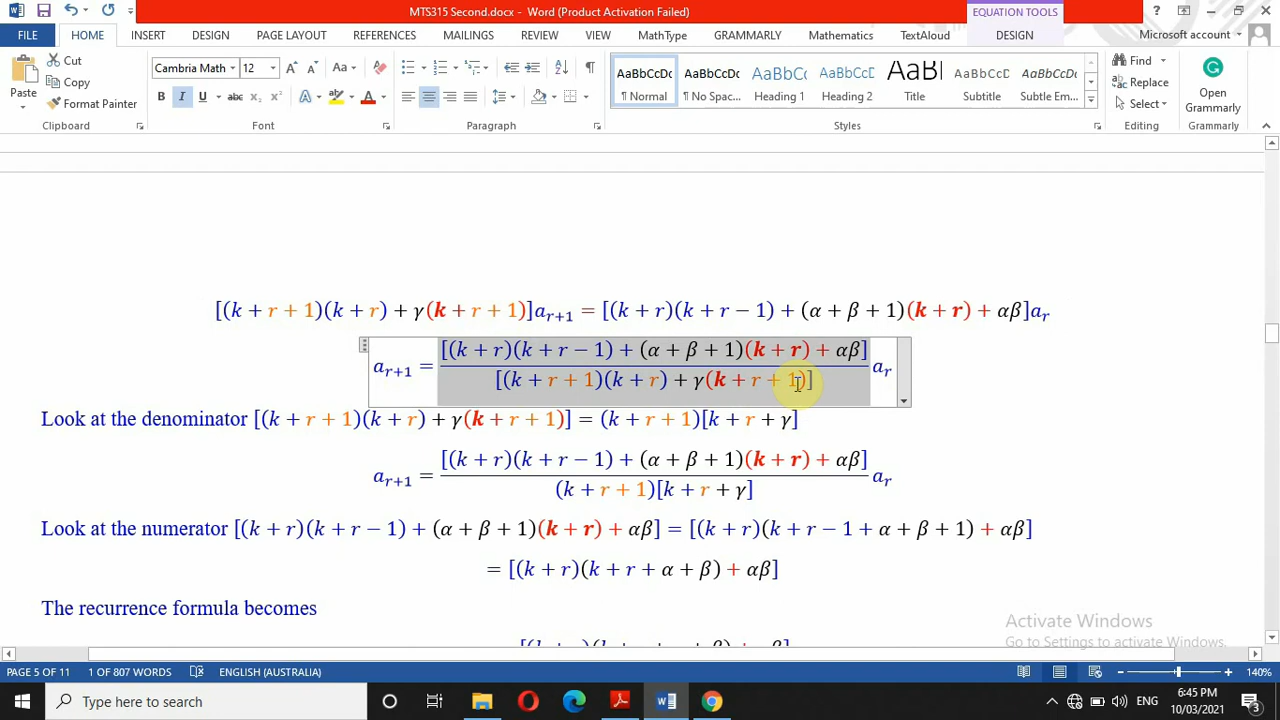 MTS315 Second.docx - Word (Product Activation Failed)
EQUATION TOOLS
FILE HOME INSERT DESIGN PAGE LAYOUT REFERENCES MAILINGS REVIEW VIEW MathType GRAMMARLY Mathematics TextAloud DESIGN Microsoft account
Paste Cut Copy Format Painter
Cambria Math 12
AaBbCcDc AaBbCcDc AaBbCc AaBbCcC AaBl AaBbCcD AaBbCcDc
¶ Normal ¶ No Spac... Heading 1 Heading 2 Title Subtitle Subtle Em...
Find Replace Select
Open Grammarly
Clipboard Font Paragraph Styles Editing Grammarly
[(k + r + 1)(k + r) + γ(k + r + 1)]a_{r+1} = [(k + r)(k + r − 1) + (α + β + 1)(k + r) + αβ]a_r
a_{r+1} = [(k + r)(k + r − 1) + (α + β + 1)(k + r) + αβ] / [(k + r + 1)(k + r) + γ(k + r + 1)] a_r
Look at the denominator [(k + r + 1)(k + r) + γ(k + r + 1)] = (k + r + 1)[k + r + γ]
a_{r+1} = [(k + r)(k + r − 1) + (α + β + 1)(k + r) + αβ] / (k + r + 1)[k + r + γ] a_r
Look at the numerator [(k + r)(k + r − 1) + (α + β + 1)(k + r) + αβ] = [(k + r)(k + r − 1 + α + β + 1) + αβ]
= [(k + r)(k + r + α + β) + αβ]
The recurrence formula becomes
Activate Windows
Go to Settings to activate Windows.
PAGE 5 OF 11 1 OF 807 WORDS ENGLISH (AUSTRALIA) 140%
Type here to search
ENG
6:45 PM
10/03/2021
3